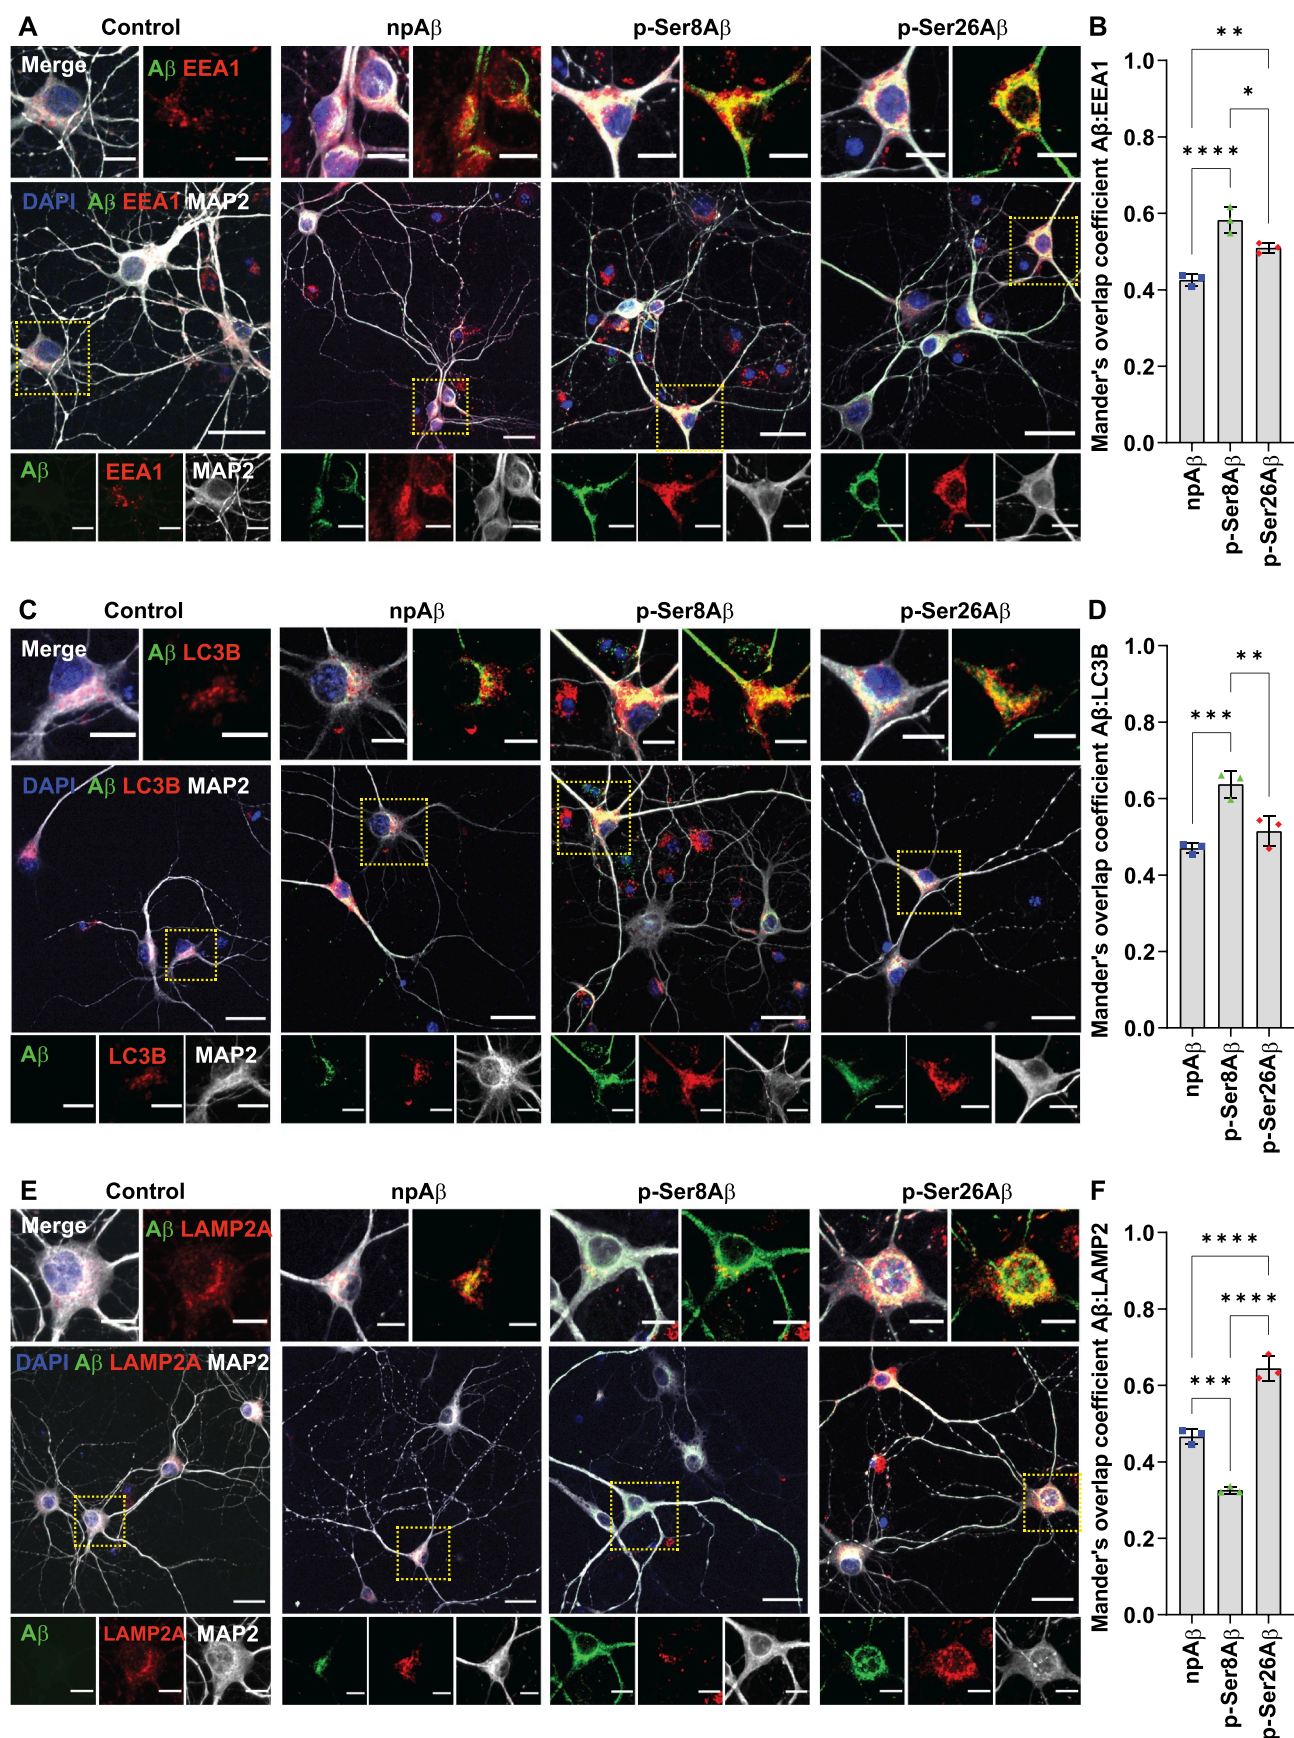 A Control npAβ p-Ser8Aβ p-Ser26Aβ
Merge Aβ EEA1
DAPI Aβ EEA1 MAP2
Aβ EEA1 MAP2
B
Mander's overlap coefficient Aβ:EEA1
1.0
0.8
0.6
0.4
0.2
0.0
**
*
****
npAβ
p-Ser8Aβ
p-Ser26Aβ
C Control npAβ p-Ser8Aβ p-Ser26Aβ
Merge Aβ LC3B
DAPI Aβ LC3B MAP2
Aβ LC3B MAP2
D
Mander's overlap coefficient Aβ:LC3B
1.0
0.8
0.6
0.4
0.2
0.0
**
***
npAβ
p-Ser8Aβ
p-Ser26Aβ
E Control npAβ p-Ser8Aβ p-Ser26Aβ
Merge Aβ LAMP2A
DAPI Aβ LAMP2A MAP2
Aβ LAMP2A MAP2
F
Mander's overlap coefficient Aβ:LAMP2
1.0
0.8
0.6
0.4
0.2
0.0
****
****
***
npAβ
p-Ser8Aβ
p-Ser26Aβ